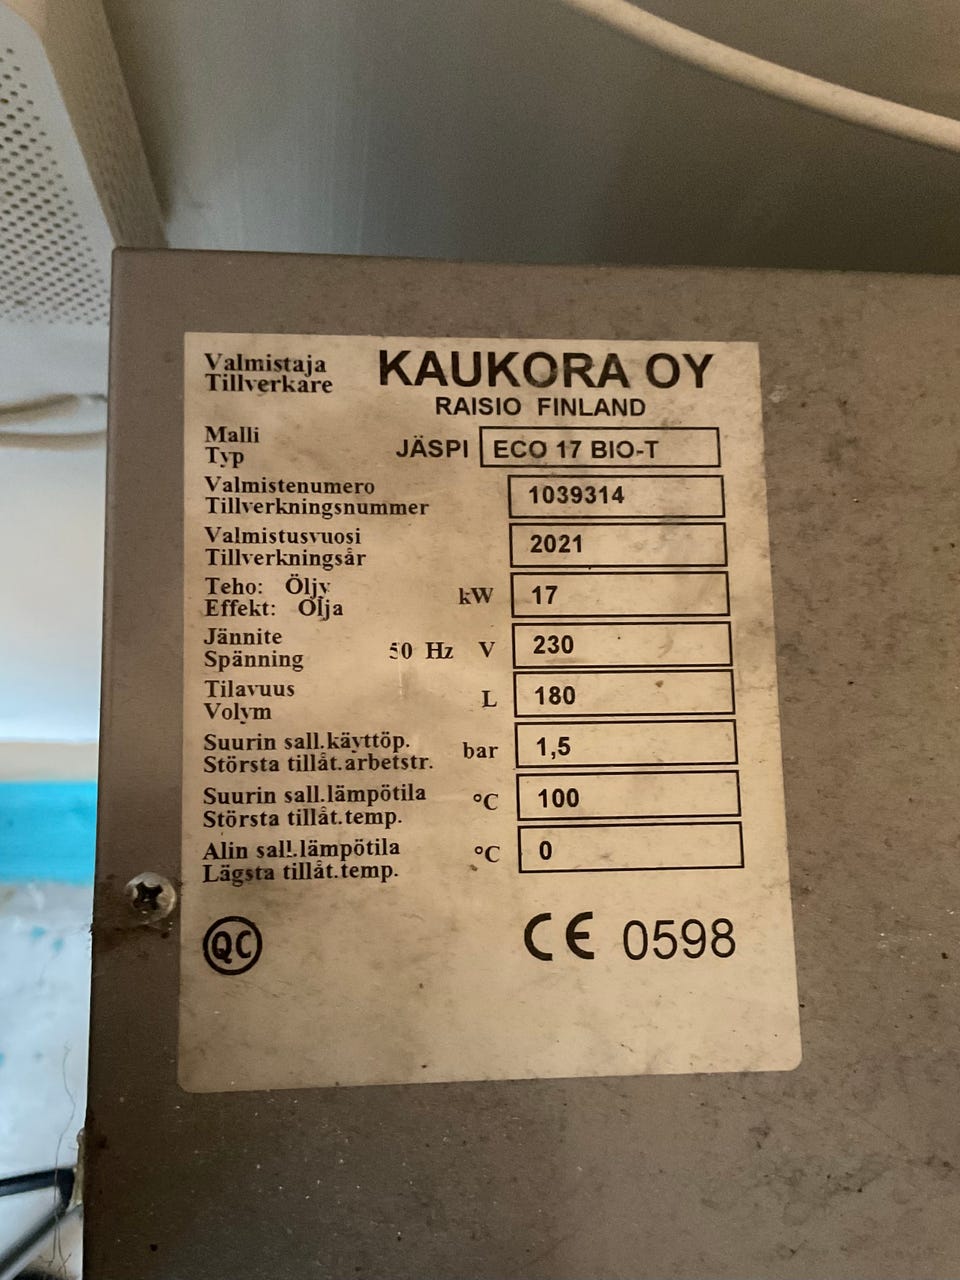 Valmistaja
Tillverkare
KAUKORA OY
RAISIO FINLAND
Malli
Typ
JÄSPI ECO 17 BIO-T
Valmistenumero
Tillverkningsnummer
1039314
Valmistusvuosi
Tillverkningsår
2021
Teho: Öljy
Effekt: Olja
kW 17
Jännite
Spänning
50 Hz V 230
Tilavuus
Volym
L 180
Suurin sall.käyttöp.
Största tillåt.arbetstr.
bar 1,5
Suurin sall.lämpötila
Största tillåt.temp.
°C 100
Alin sall.lämpötila
Lägsta tillåt.temp.
°C 0
QC
CE 0598